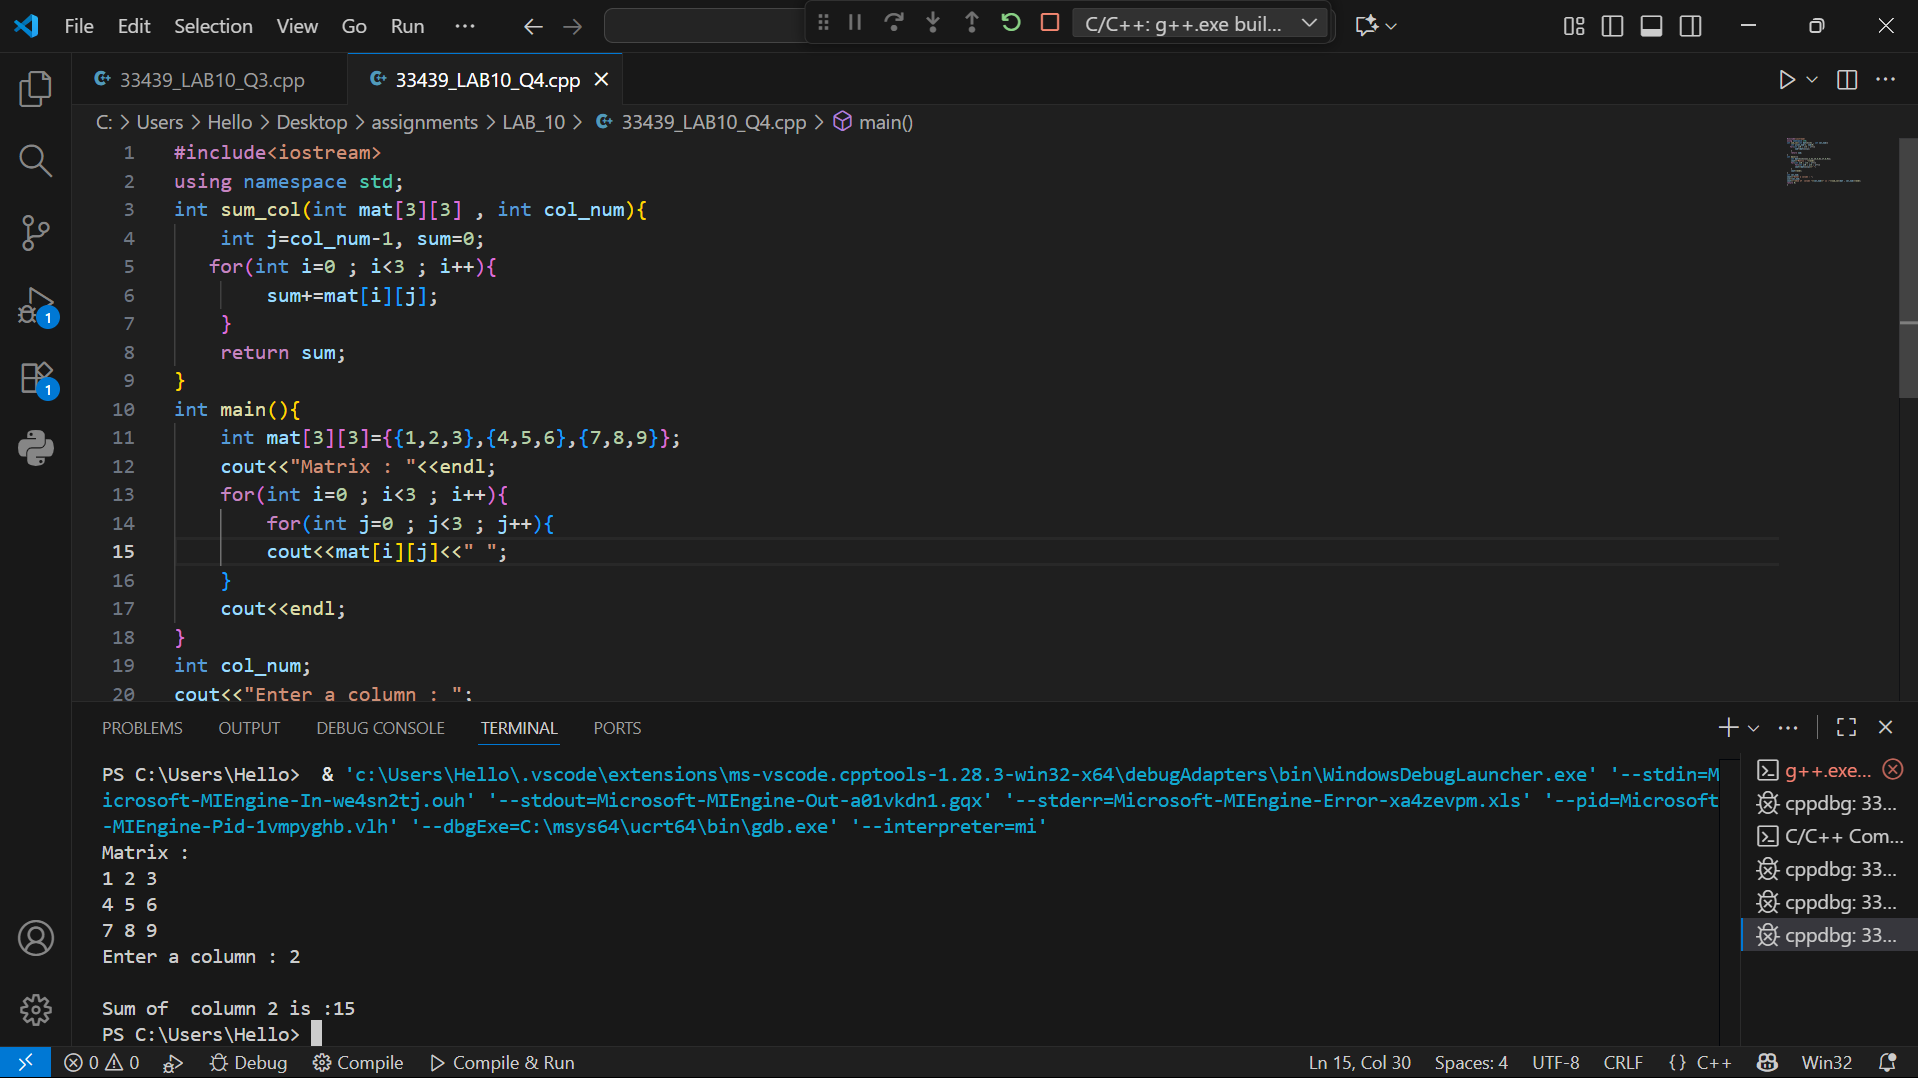 File Edit Selection View Go Run ··· C/C++: g++.exe buil...
33439_LAB10_Q3.cpp 33439_LAB10_Q4.cpp
C: > Users > Hello > Desktop > assignments > LAB_10 > 33439_LAB10_Q4.cpp > main()
1 #include<iostream>
2 using namespace std;
3 int sum_col(int mat[3][3] , int col_num){
4     int j=col_num-1, sum=0;
5    for(int i=0 ; i<3 ; i++){
6         sum+=mat[i][j];
7     }
8     return sum;
9 }
10 int main(){
11     int mat[3][3]={{1,2,3},{4,5,6},{7,8,9}};
12     cout<<"Matrix : "<<endl;
13     for(int i=0 ; i<3 ; i++){
14         for(int j=0 ; j<3 ; j++){
15         cout<<mat[i][j]<<" ";
16     }
17     cout<<endl;
18 }
19 int col_num;
20 cout<<"Enter a column : ";
PROBLEMS OUTPUT DEBUG CONSOLE TERMINAL PORTS
PS C:\Users\Hello>  & 'c:\Users\Hello\.vscode\extensions\ms-vscode.cpptools-1.28.3-win32-x64\debugAdapters\bin\WindowsDebugLauncher.exe' '--stdin=M
icrosoft-MIEngine-In-we4sn2tj.ouh' '--stdout=Microsoft-MIEngine-Out-a01vkdn1.gqx' '--stderr=Microsoft-MIEngine-Error-xa4zevpm.xls' '--pid=Microsoft
-MIEngine-Pid-1vmpyghb.vlh' '--dbgExe=C:\msys64\ucrt64\bin\gdb.exe' '--interpreter=mi'
Matrix :
1 2 3
4 5 6
7 8 9
Enter a column : 2
Sum of  column 2 is :15
PS C:\Users\Hello>
g++.exe...
cppdbg: 33...
C/C++ Com...
cppdbg: 33...
cppdbg: 33...
cppdbg: 33...
1
1
0 0 Debug Compile Compile & Run Ln 15, Col 30 Spaces: 4 UTF-8 CRLF {} C++ Win32